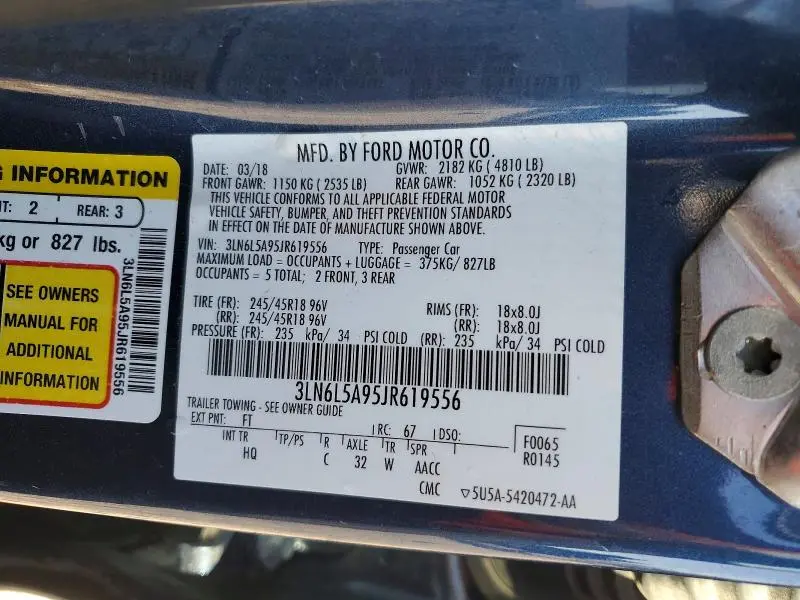 G INFORMATION
NT: 2 REAR: 3
kg or 827 lbs.
SEE OWNERS
MANUAL FOR
ADDITIONAL
INFORMATION
3LN6L5A95JR619556
MFD. BY FORD MOTOR CO.
DATE: 03/18 GVWR: 2182 KG ( 4810 LB)
FRONT GAWR: 1150 KG ( 2535 LB) REAR GAWR: 1052 KG ( 2320 LB)
THIS VEHICLE CONFORMS TO ALL APPLICABLE FEDERAL MOTOR
VEHICLE SAFETY, BUMPER, AND THEFT PREVENTION STANDARDS
IN EFFECT ON THE DATE OF MANUFACTURE SHOWN ABOVE.
VIN: 3LN6L5A95JR619556 TYPE: Passenger Car
MAXIMUM LOAD = OCCUPANTS + LUGGAGE = 375KG/ 827LB
OCCUPANTS = 5 TOTAL; 2 FRONT, 3 REAR
TIRE (FR): 245/45R18 96V RIMS (FR): 18x8.0J
(RR): 245/45R18 96V (RR): 18x8.0J
PRESSURE (FR): 235 kPa/ 34 PSI COLD (RR): 235 kPa/ 34 PSI COLD
3LN6L5A95JR619556
TRAILER TOWING - SEE OWNER GUIDE
EXT PNT: FT RC: 67 DSO:
INT TR TP/PS R AXLE TR SPR
HQ C 32 W AACC
CMC
F0065
R0145
▽5U5A-5420472-AA